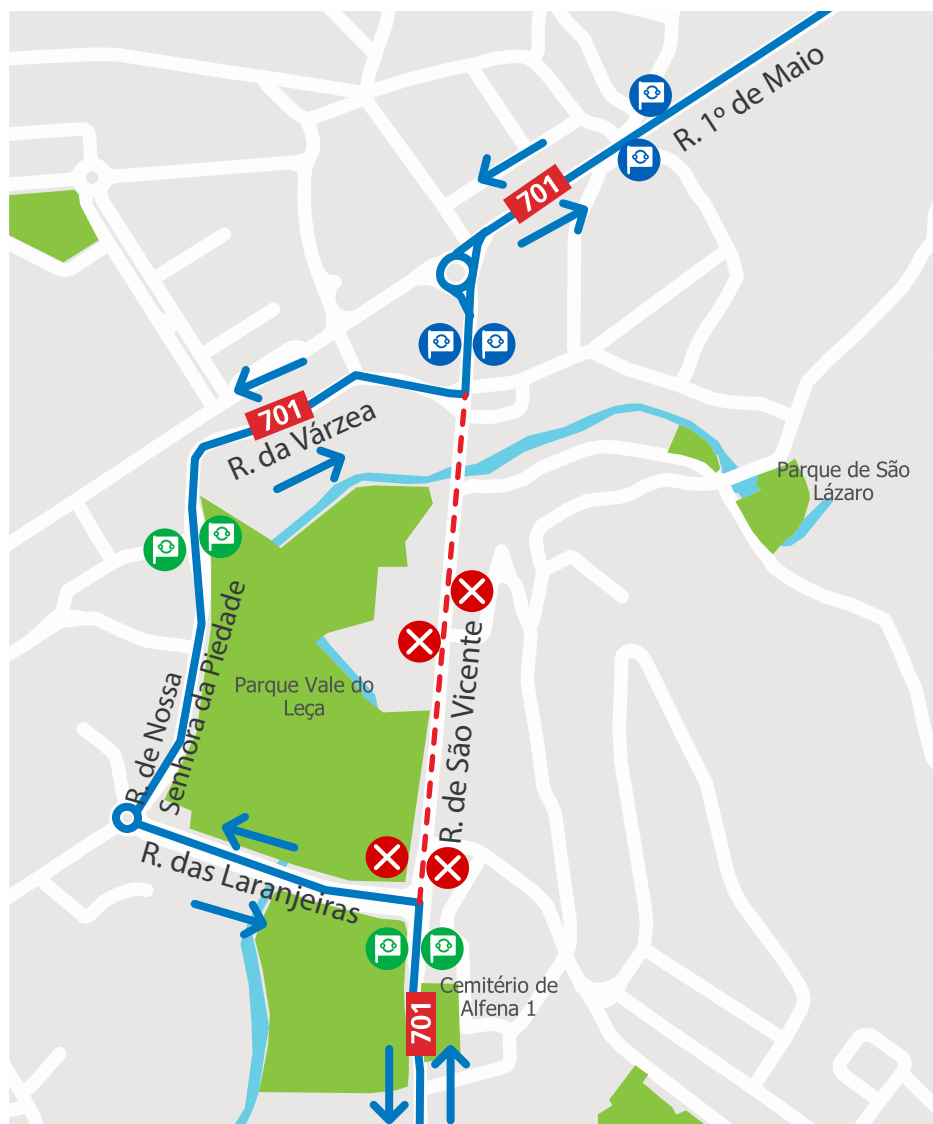 R. 1º de Maio
701
701
R. da Várzea
Parque de São
Lázaro
R. de Nossa
Senhora da Piedade
Parque Vale do
Leça
R. de São Vicente
R. das Laranjeiras
Cemitério de
Alfena 1
701